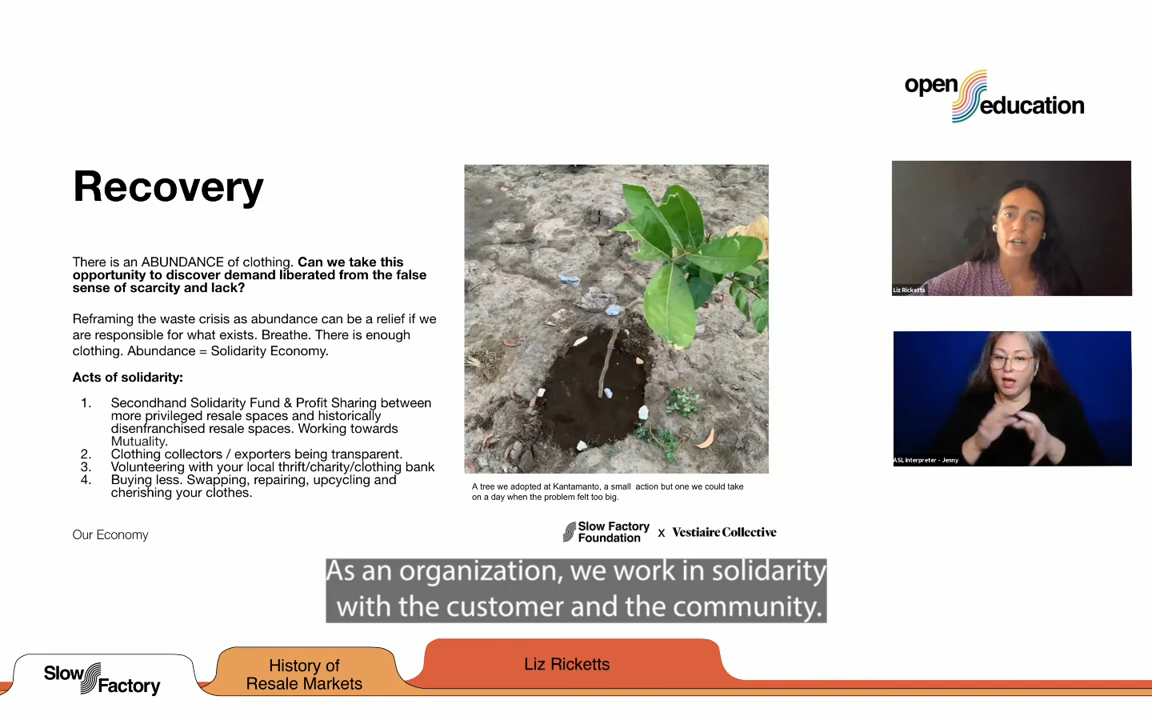 open
education
Recovery
There is an ABUNDANCE of clothing. Can we take this
opportunity to discover demand liberated from the false
sense of scarcity and lack?
Reframing the waste crisis as abundance can be a relief if we
are responsible for what exists. Breathe. There is enough
clothing. Abundance = Solidarity Economy.
Acts of solidarity:
1. Secondhand Solidarity Fund & Profit Sharing between
more privileged resale spaces and historically
disenfranchised resale spaces. Working towards
Mutuality.
2. Clothing collectors / exporters being transparent.
3. Volunteering with your local thrift/charity/clothing bank
4. Buying less. Swapping, repairing, upcycling and
cherishing your clothes.
A tree we adopted at Kantamanto, a small action but one we could take
on a day when the problem felt too big.
Our Economy
Slow Factory
Foundation x Vestiaire Collective
Liz Ricketts
ASL Interpreter - Jenny
As an organization, we work in solidarity
with the customer and the community.
Slow
Factory
History of
Resale Markets
Liz Ricketts